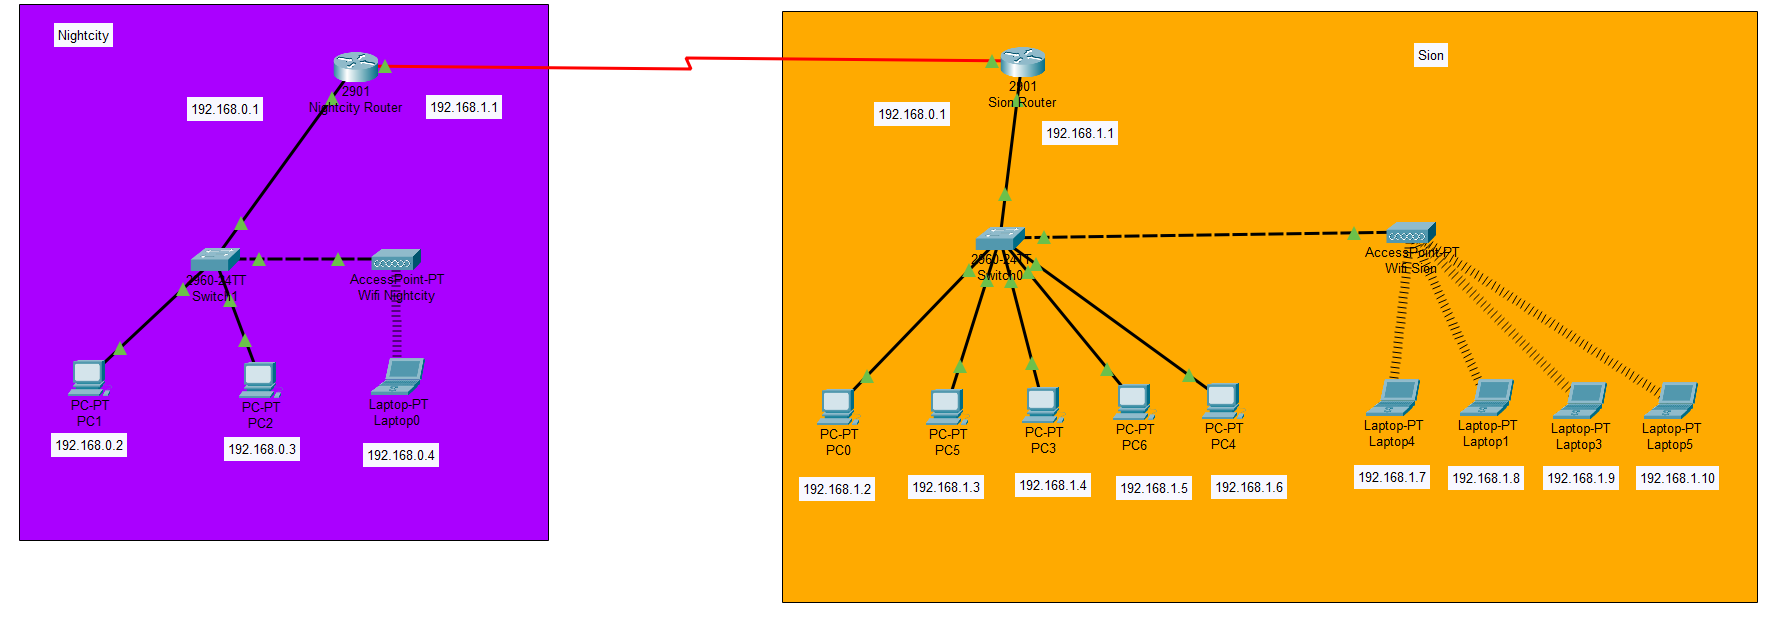 Nightcity
2901
Nightcity Router
192.168.0.1
192.168.1.1
2960-24TT
Switch1
AccessPoint-PT
Wifi Nightcity
PC-PT
PC1
192.168.0.2
PC-PT
PC2
192.168.0.3
Laptop-PT
Laptop0
192.168.0.4
Sion
2901
Sion Router
192.168.0.1
192.168.1.1
2960-24TT
Switch0
AccessPoint-PT
Wifi Sion
PC-PT
PC0
192.168.1.2
PC-PT
PC5
192.168.1.3
PC-PT
PC3
192.168.1.4
PC-PT
PC6
192.168.1.5
PC-PT
PC4
192.168.1.6
Laptop-PT
Laptop4
192.168.1.7
Laptop-PT
Laptop1
192.168.1.8
Laptop-PT
Laptop3
192.168.1.9
Laptop-PT
Laptop5
192.168.1.10